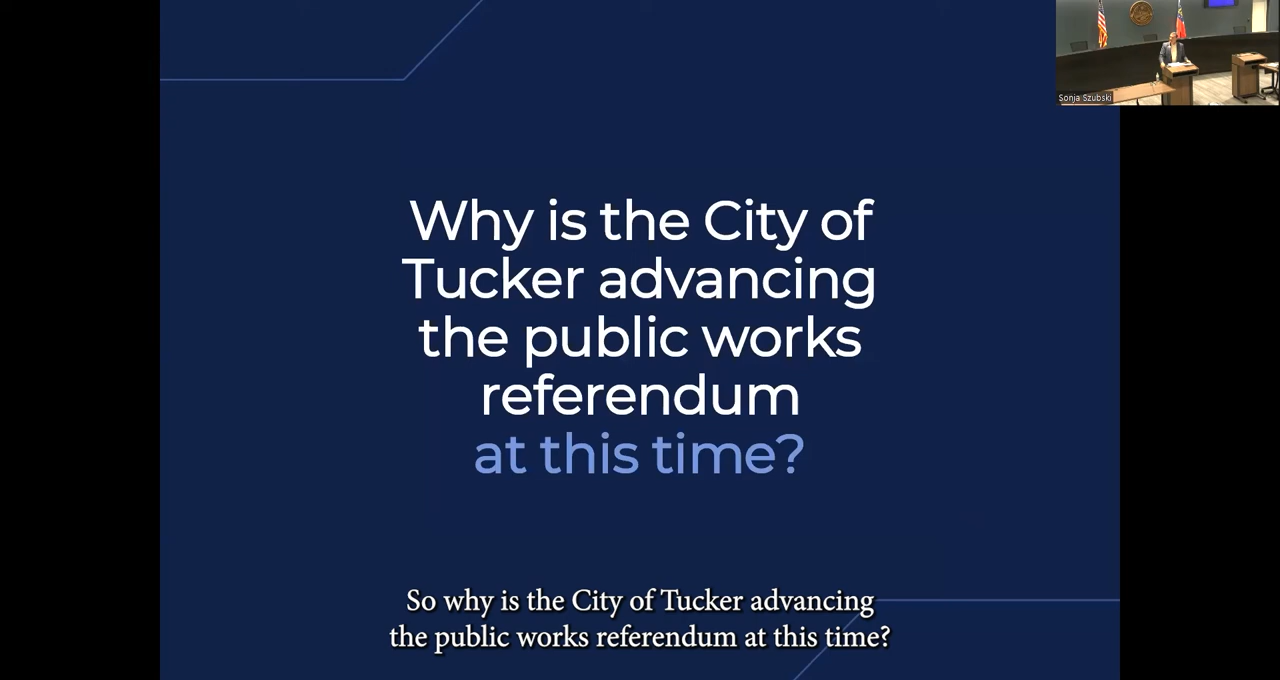 Sonja Szubski
Why is the City of
Tucker advancing
the public works
referendum
at this time?
So why is the City of Tucker advancing
the public works referendum at this time?